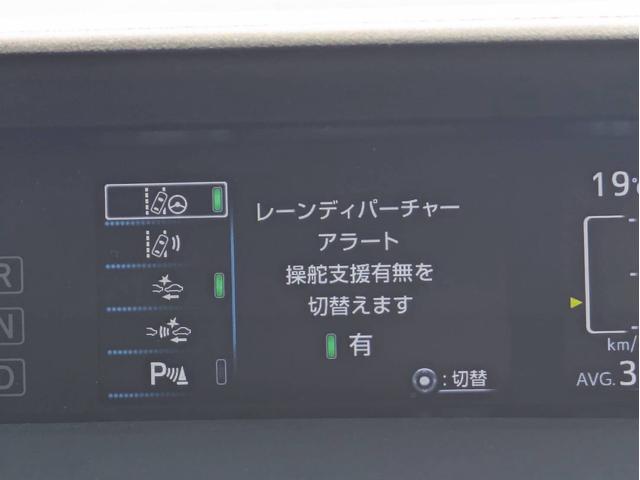 19°
レーンディパーチャー
アラート
操舵支援有無を
切替えます
有
:切替
R
N
D
P
km/
AVG. 3